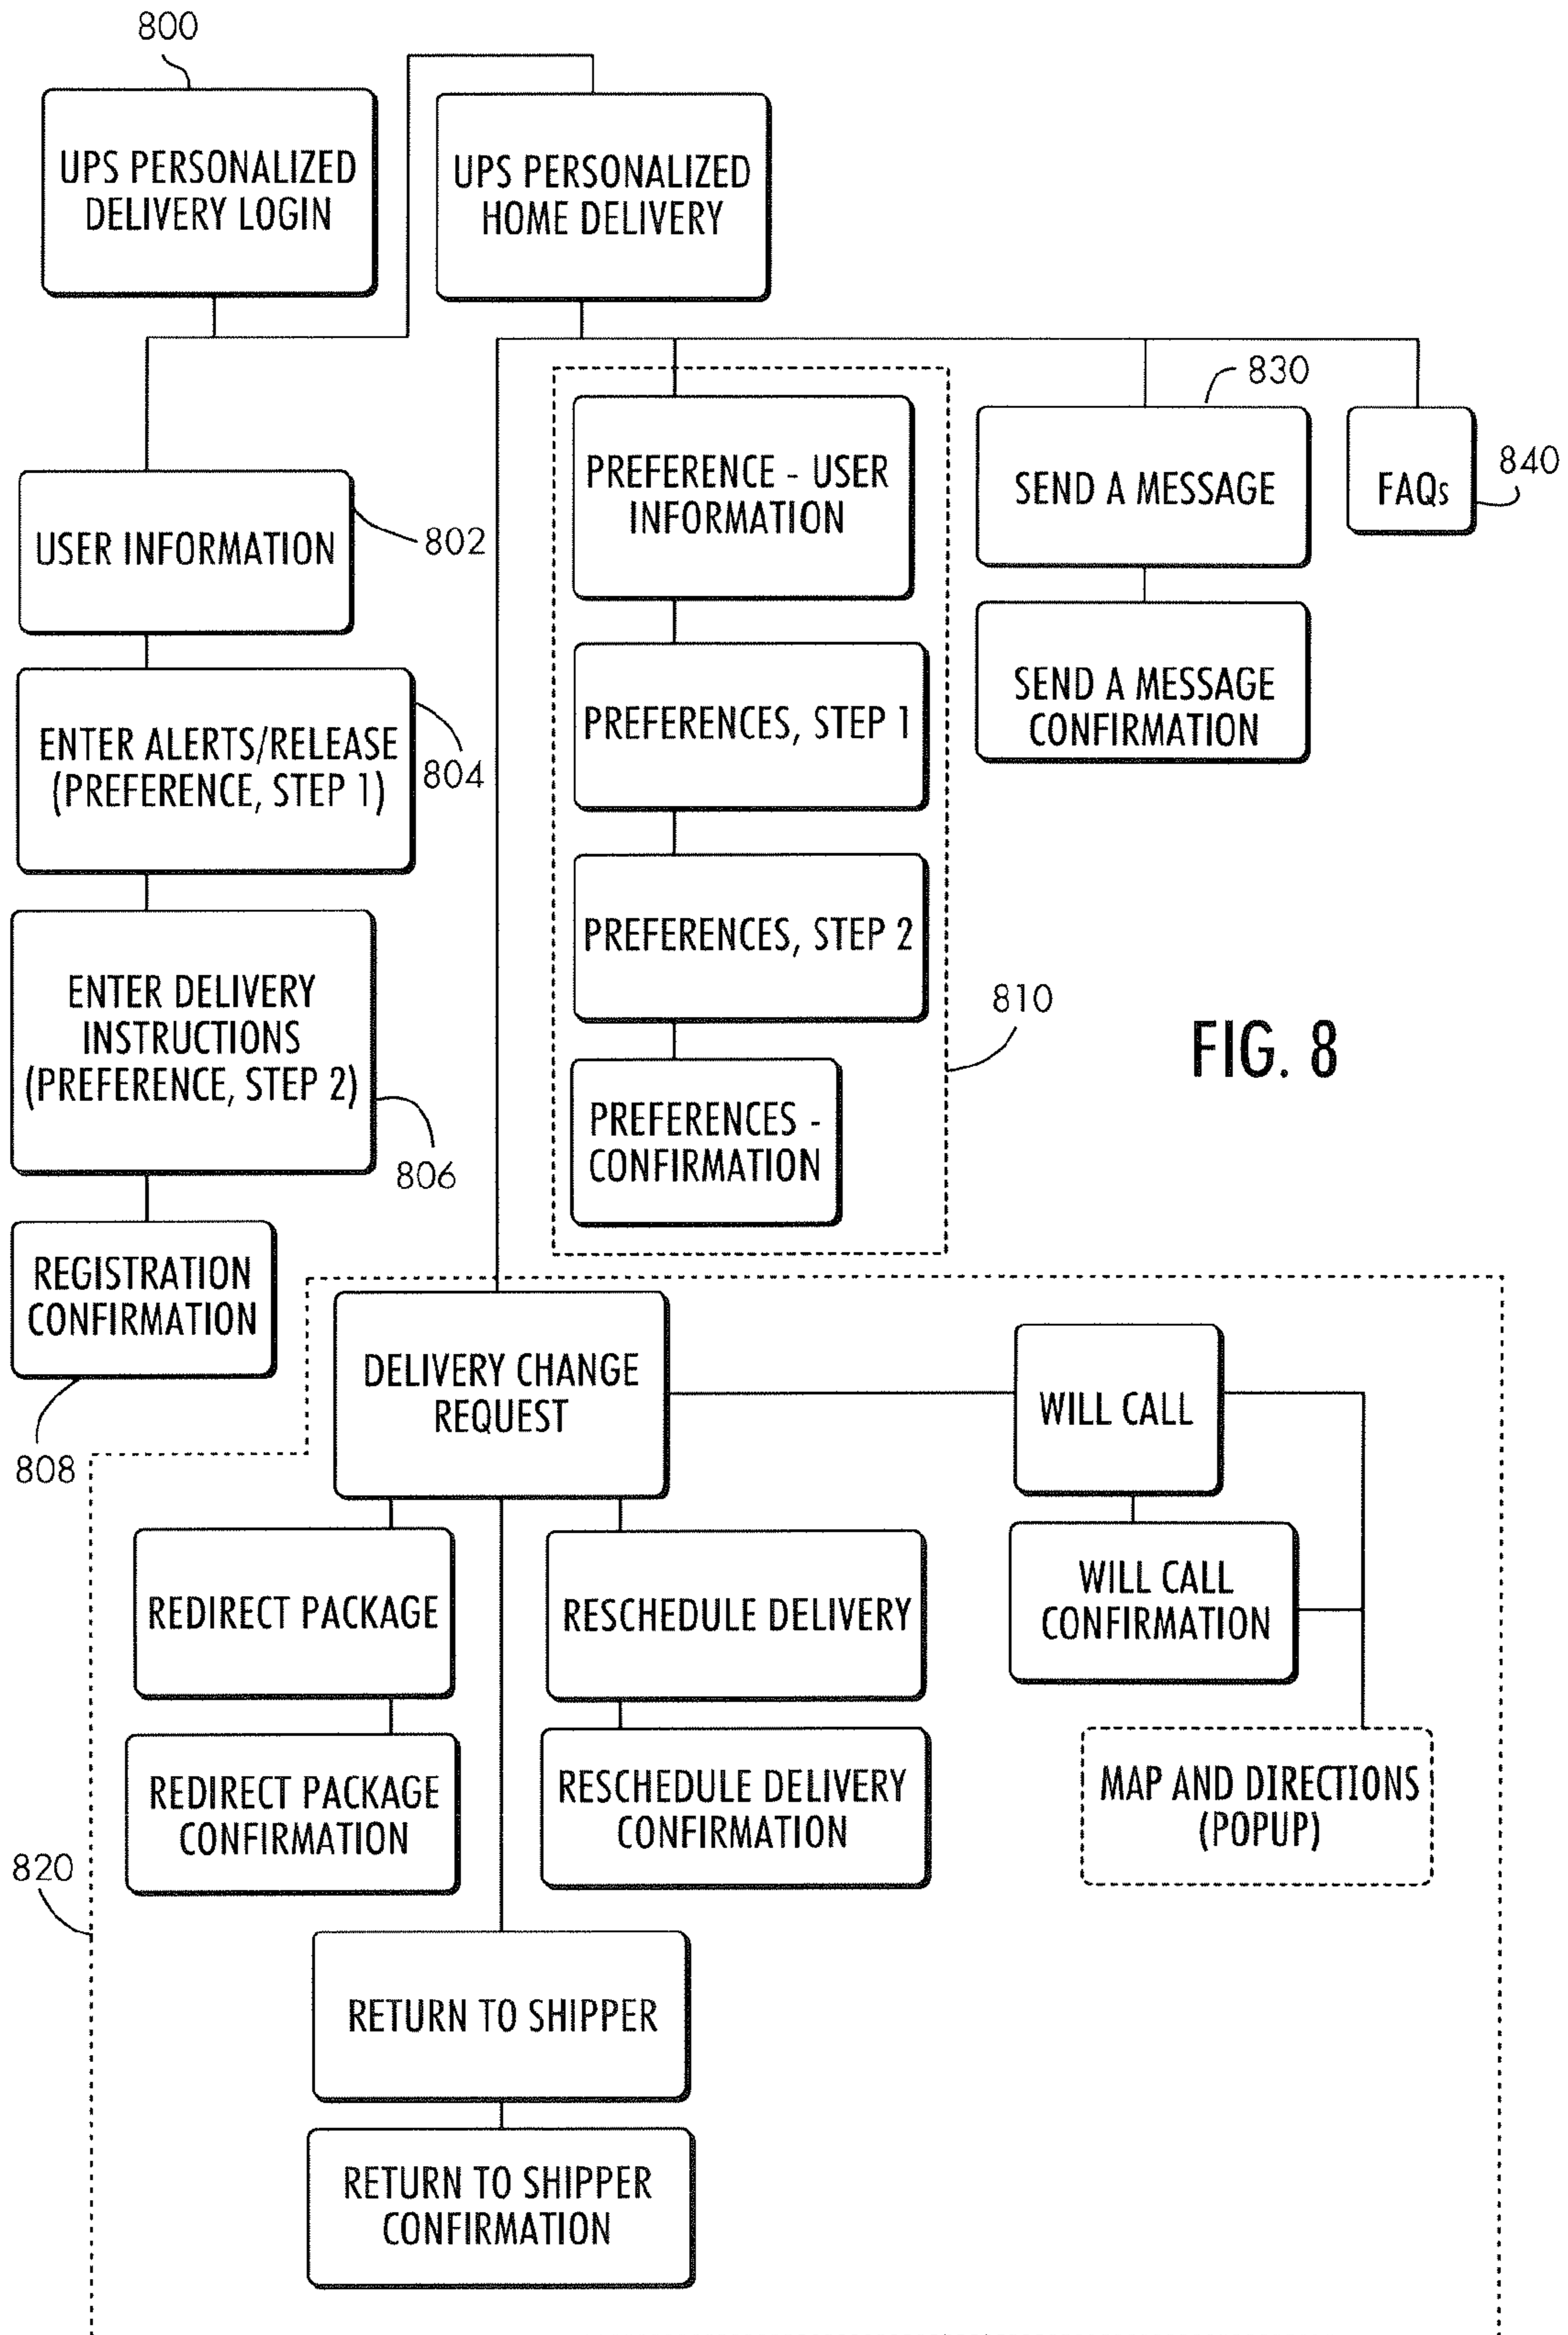 800
UPS PERSONALIZED
DELIVERY LOGIN
UPS PERSONALIZED
HOME DELIVERY
USER INFORMATION
802
ENTER ALERTS/RELEASE
(PREFERENCE, STEP 1)
804
ENTER DELIVERY
INSTRUCTIONS
(PREFERENCE, STEP 2)
806
REGISTRATION
CONFIRMATION
808
PREFERENCE - USER
INFORMATION
PREFERENCES, STEP 1
PREFERENCES, STEP 2
PREFERENCES -
CONFIRMATION
810
830
SEND A MESSAGE
SEND A MESSAGE
CONFIRMATION
FAQs
840
FIG. 8
DELIVERY CHANGE
REQUEST
WILL CALL
WILL CALL
CONFIRMATION
MAP AND DIRECTIONS
(POPUP)
REDIRECT PACKAGE
REDIRECT PACKAGE
CONFIRMATION
RESCHEDULE DELIVERY
RESCHEDULE DELIVERY
CONFIRMATION
820
RETURN TO SHIPPER
RETURN TO SHIPPER
CONFIRMATION